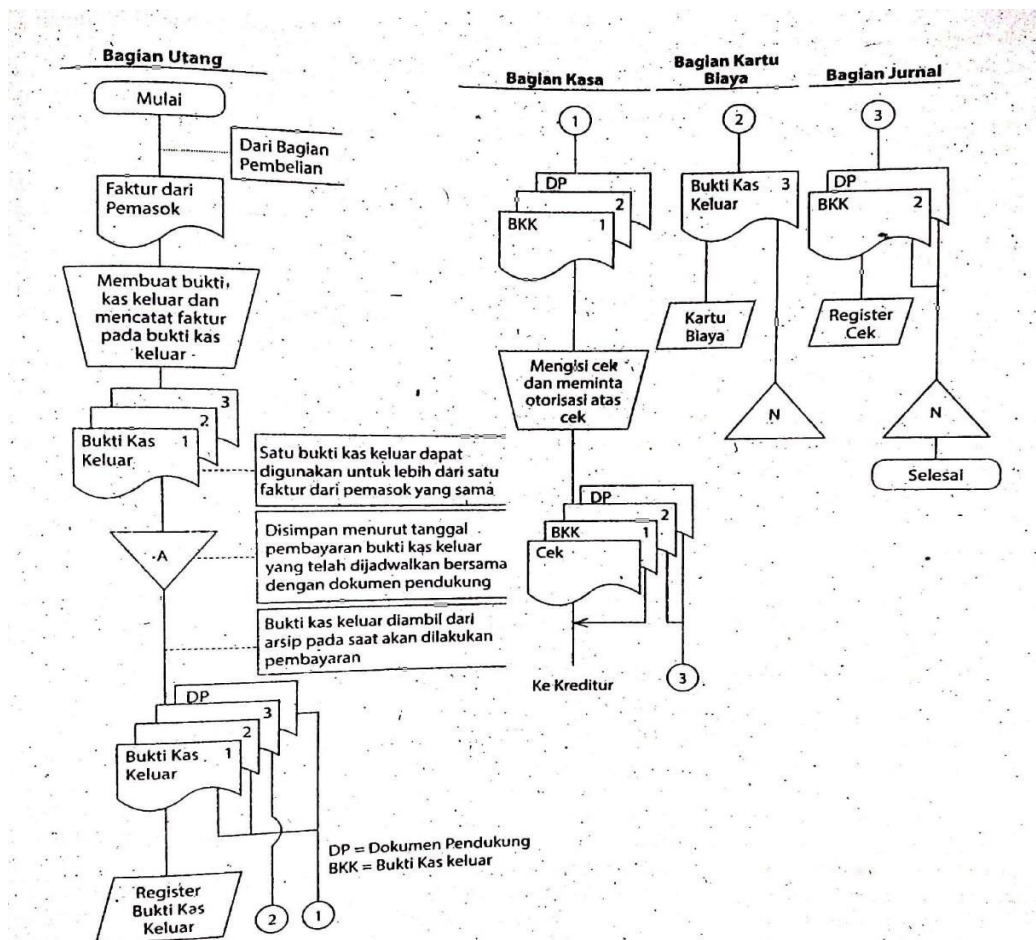 Bagian Utang
Mulai
Dari Bagian
Pembelian
Faktur dari
Pemasok
Membuat bukti
kas keluar dan
mencatat faktur
pada bukti kas
keluar
3
2
Bukti Kas 1
Keluar
Satu bukti kas keluar dapat
digunakan untuk lebih dari satu
faktur dari pemasok yang sama
A
Disimpan menurut tanggal
pembayaran bukti kas keluar
yang telah dijadwalkan bersama
dengan dokumen pendukung
Bukti kas keluar diambil dari
arsip pada saat akan dilakukan
pembayaran
DP
3
2
Bukti Kas 1
Keluar
DP = Dokumen Pendukung
BKK = Bukti Kas keluar
Register
Bukti Kas
Keluar
2
1
Bagian Kasa
1
DP
2
BKK 1
Mengisi cek
dan meminta
otorisasi atas
cek
DP
2
BKK 1
Cek
Ke Kreditur
3
Bagian Kartu
Biaya
2
Bukti Kas 3
Keluar
Kartu
Biaya
N
Bagian Jurnal
3
DP
BKK 2
Register
Cek
N
Selesai